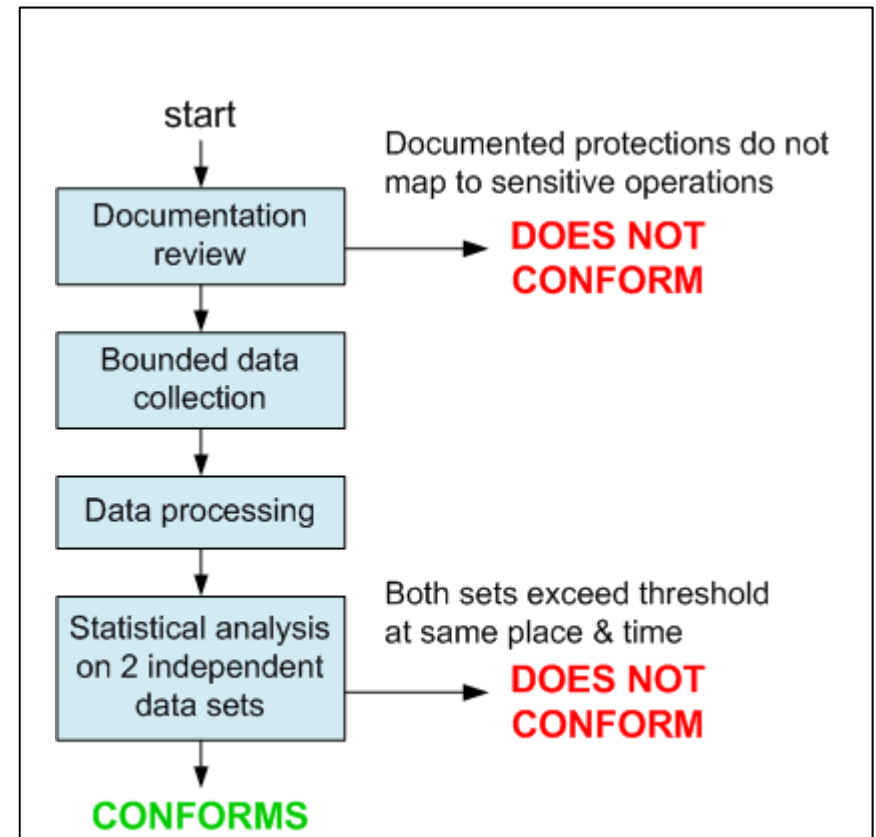 start
Documented protections do not
map to sensitive operations
Documentation
review
DOES NOT
CONFORM
Bounded data
collection
Data processing
Both sets exceed threshold
at same place & time
Statistical analysis
on 2 independent
data sets
DOES NOT
CONFORM
CONFORMS